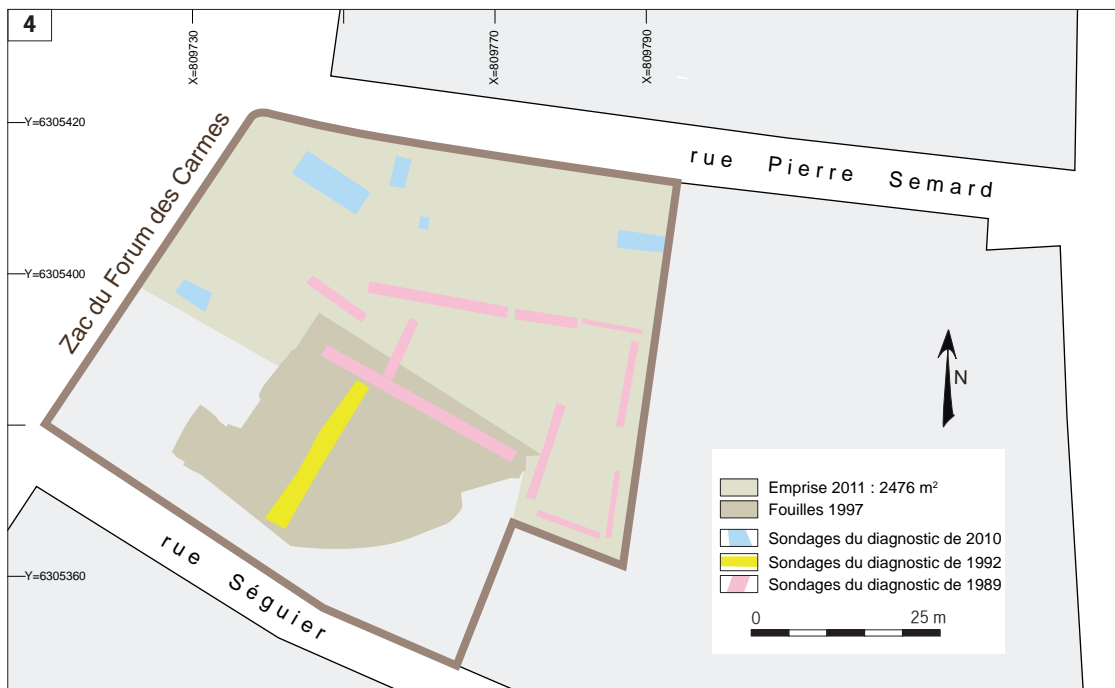 4
X=809730
X=809770
X=809790
Y=6305420
Y=6305400
Y=6305360
Zac du Forum des Carmes
rue Pierre Semard
rue Séguier
N
Emprise 2011 : 2476 m²
Fouilles 1997
Sondages du diagnostic de 2010
Sondages du diagnostic de 1992
Sondages du diagnostic de 1989
0 25 m